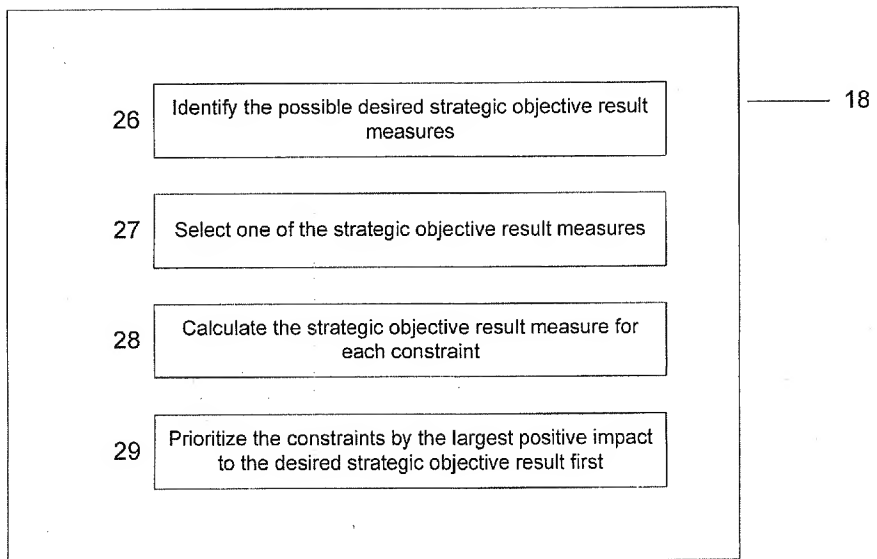 26
Identify the possible desired strategic objective result
measures
18
27
Select one of the strategic objective result measures
28
Calculate the strategic objective result measure for
each constraint
29
Prioritize the constraints by the largest positive impact
to the desired strategic objective result first